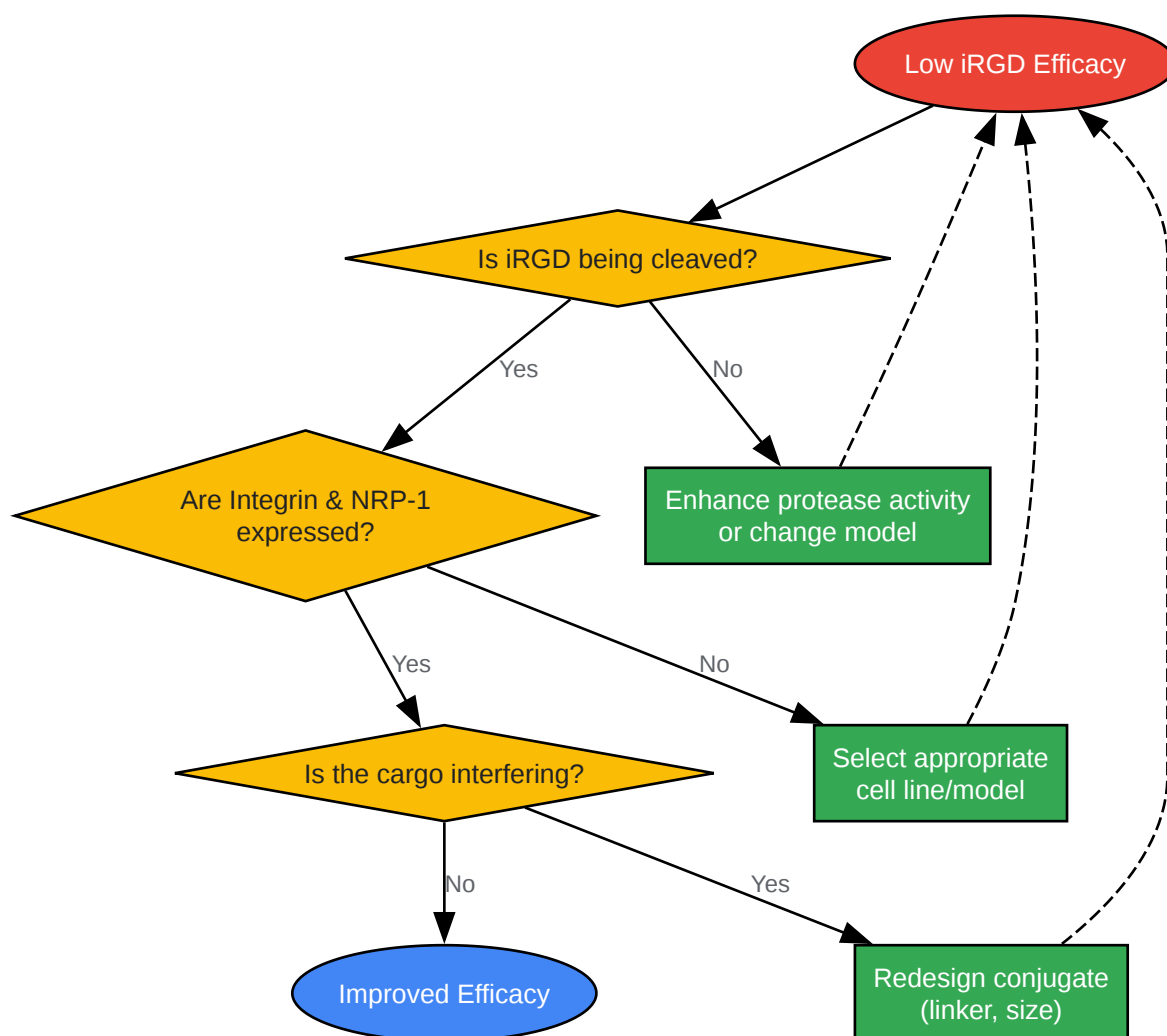 Low iRGD Efficacy
Is iRGD being cleaved?
Yes
No
Are Integrin & NRP-1
expressed?
Enhance protease activity
or change model
Yes
No
Is the cargo interfering?
Select appropriate
cell line/model
No
Yes
Improved Efficacy
Redesign conjugate
(linker, size)